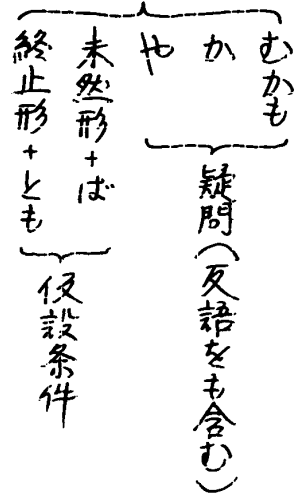 むかも
か
や
疑問（反語をも含む）
未然形＋ば
終止形＋とも
仮設条件